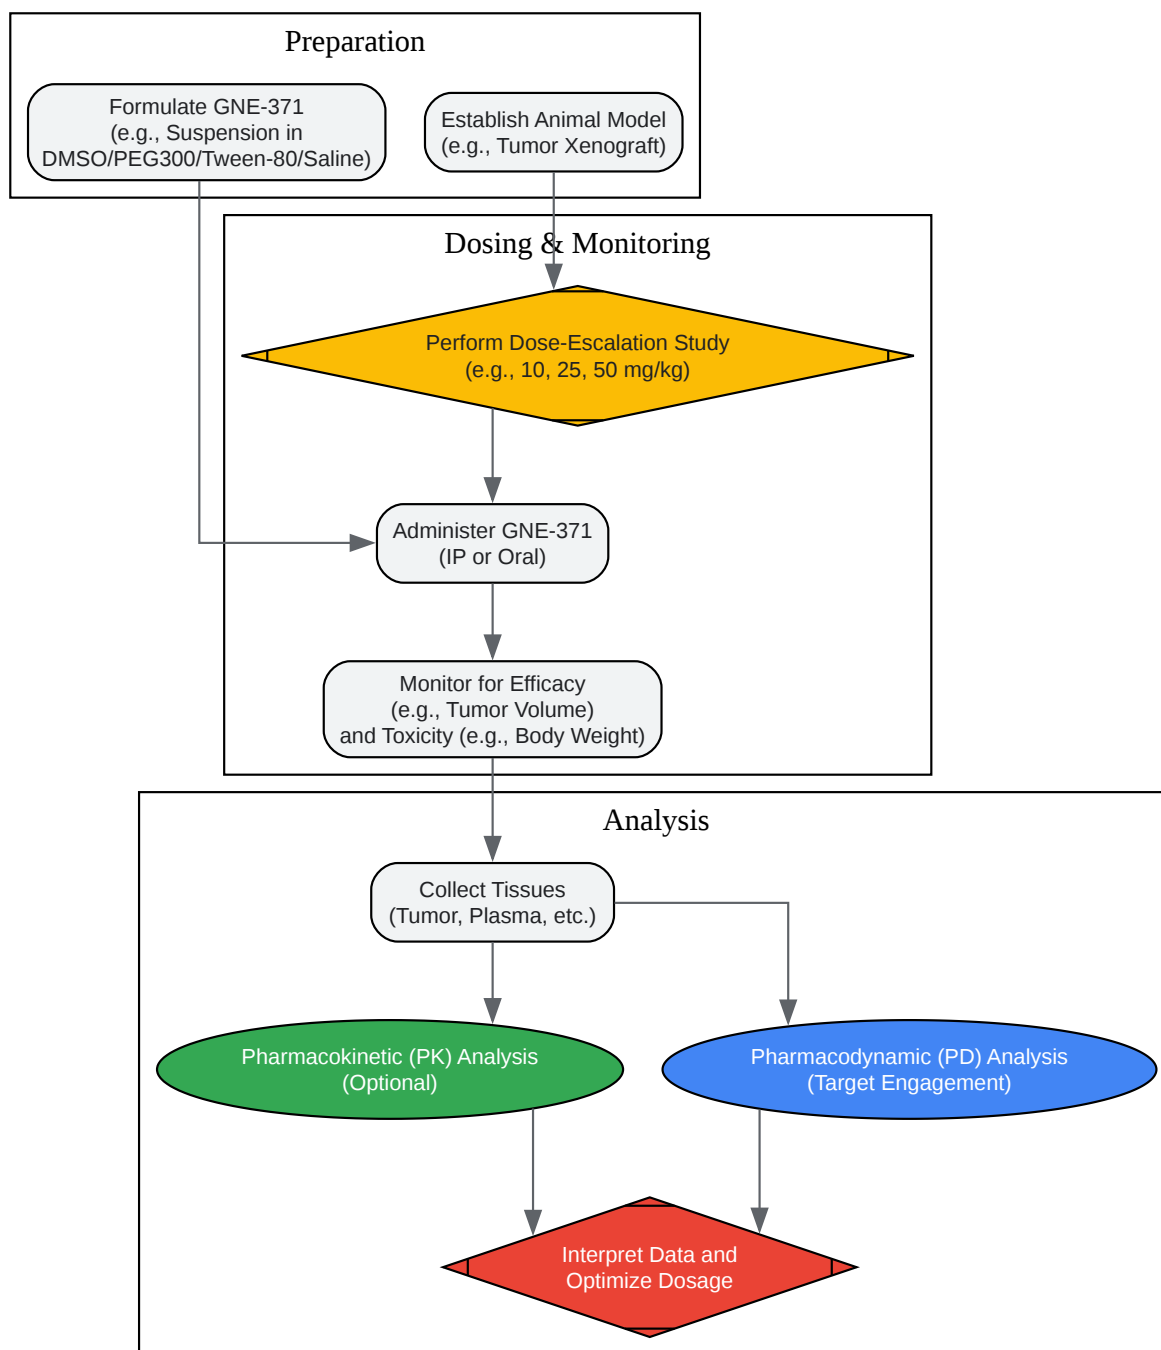 Preparation
Formulate GNE-371
(e.g., Suspension in
DMSO/PEG300/Tween-80/Saline)
Establish Animal Model
(e.g., Tumor Xenograft)
Dosing & Monitoring
Perform Dose-Escalation Study
(e.g., 10, 25, 50 mg/kg)
Administer GNE-371
(IP or Oral)
Monitor for Efficacy
(e.g., Tumor Volume)
and Toxicity (e.g., Body Weight)
Analysis
Collect Tissues
(Tumor, Plasma, etc.)
Pharmacokinetic (PK) Analysis
(Optional)
Pharmacodynamic (PD) Analysis
(Target Engagement)
Interpret Data and
Optimize Dosage